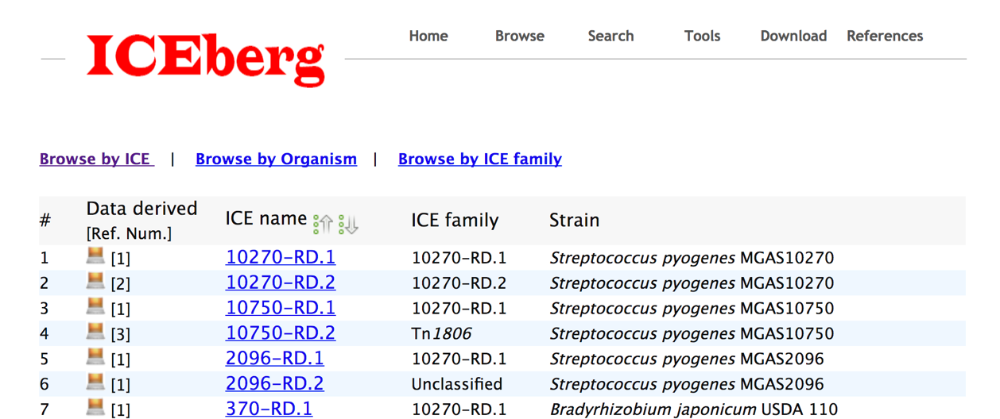 ICEberg Home Browse Search Tools Download References
Browse by ICE | Browse by Organism | Browse by ICE family
# Data derived [Ref. Num.] ICE name ICE family Strain
1 [1] 10270-RD.1 10270-RD.1 Streptococcus pyogenes MGAS10270
2 [2] 10270-RD.2 10270-RD.2 Streptococcus pyogenes MGAS10270
3 [1] 10750-RD.1 10270-RD.1 Streptococcus pyogenes MGAS10750
4 [3] 10750-RD.2 Tn1806 Streptococcus pyogenes MGAS10750
5 [1] 2096-RD.1 10270-RD.1 Streptococcus pyogenes MGAS2096
6 [1] 2096-RD.2 Unclassified Streptococcus pyogenes MGAS2096
7 [1] 370-RD.1 10270-RD.1 Bradyrhizobium japonicum USDA 110